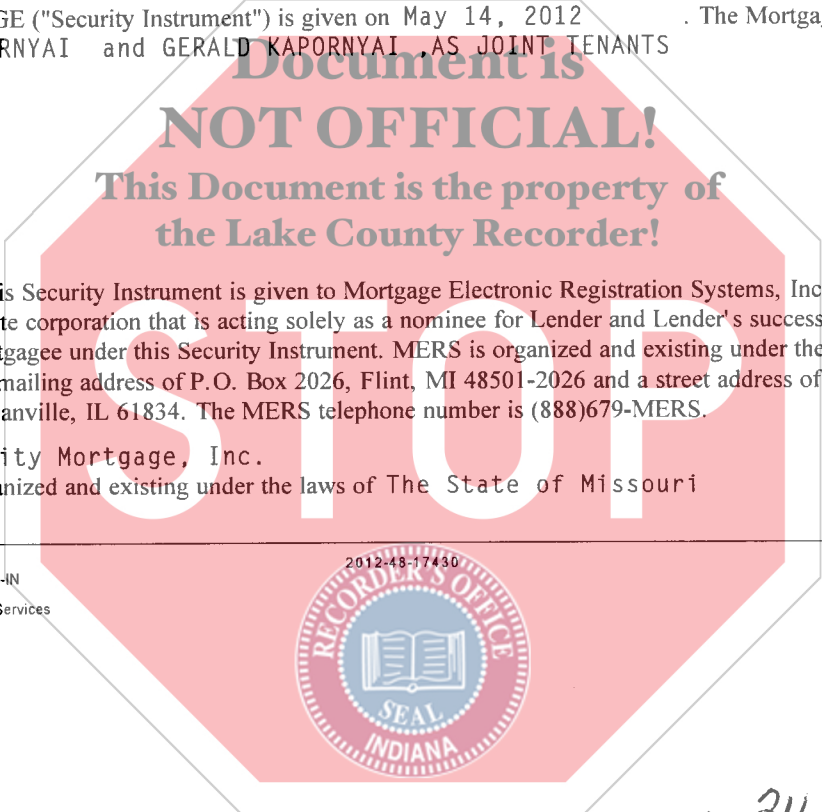 GE ("Security Instrument") is given on May 14, 2012 . The Mortga
RNYAI and GERALD KAPORNYAI ,AS JOINT TENANTS
Document is
NOT OFFICIAL!
This Document is the property of
the Lake County Recorder!
is Security Instrument is given to Mortgage Electronic Registration Systems, Inc
te corporation that is acting solely as a nominee for Lender and Lender's success
tgagee under this Security Instrument. MERS is organized and existing under the
mailing address of P.O. Box 2026, Flint, MI 48501-2026 and a street address of
anville, IL 61834. The MERS telephone number is (888)679-MERS.
STOP
ity Mortgage, Inc.
nized and existing under the laws of The State of Missouri
2012-48-17430
-IN
Services
RECORDER'S OFFICE
SEAL
INDIANA